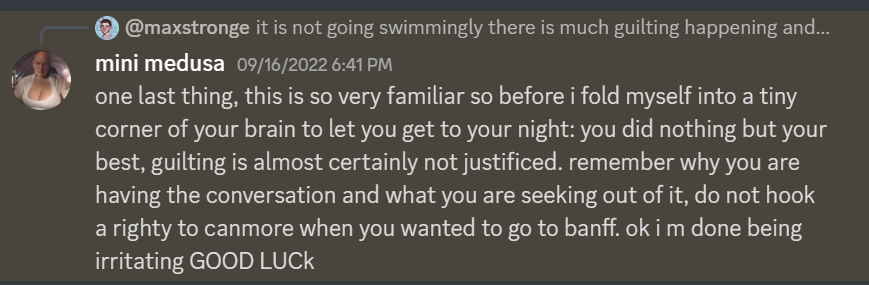 @maxstronge it is not going swimmingly there is much guilting happening and...
mini medusa 09/16/2022 6:41 PM
one last thing, this is so very familiar so before i fold myself into a tiny
corner of your brain to let you get to your night: you did nothing but your
best, guilting is almost certainly not justificed. remember why you are
having the conversation and what you are seeking out of it, do not hook
a righty to canmore when you wanted to go to banff. ok i m done being
irritating GOOD LUCk